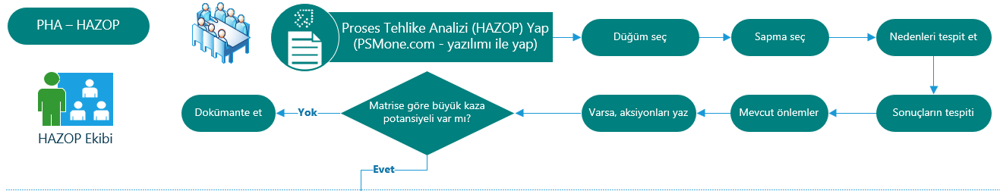 PHA – HAZOP
Proses Tehlike Analizi (HAZOP) Yap
(PSMone.com - yazılımı ile yap)
Düğüm seç
Sapma seç
Nedenleri tespit et
Sonuçların tespiti
Mevcut önlemler
Varsa, aksiyonları yaz
Matrise göre büyük kaza
potansiyeli var mı?
Yok
Dokümante et
Evet
HAZOP Ekibi